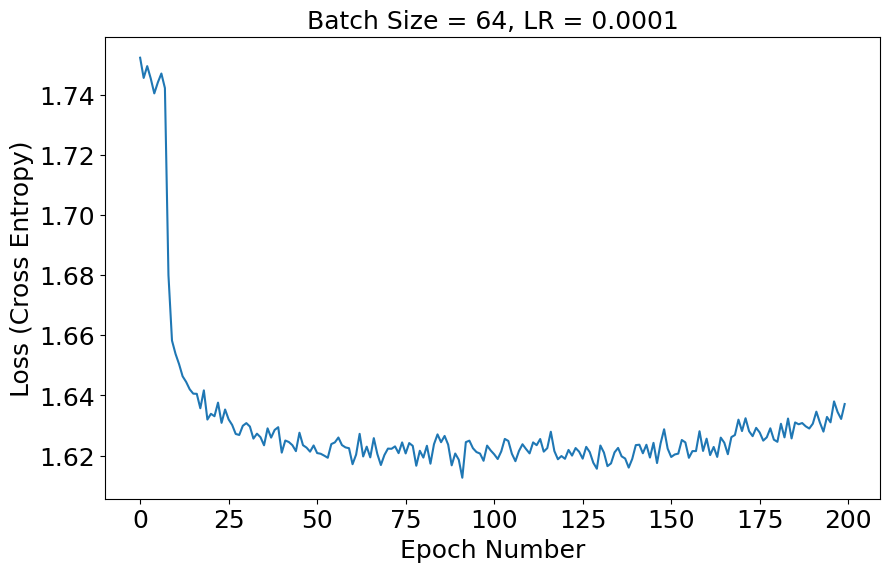 Batch Size = 64, LR = 0.0001
Loss (Cross Entropy)
1.74
1.72
1.70
1.68
1.66
1.64
1.62
0 25 50 75 100 125 150 175 200
Epoch Number